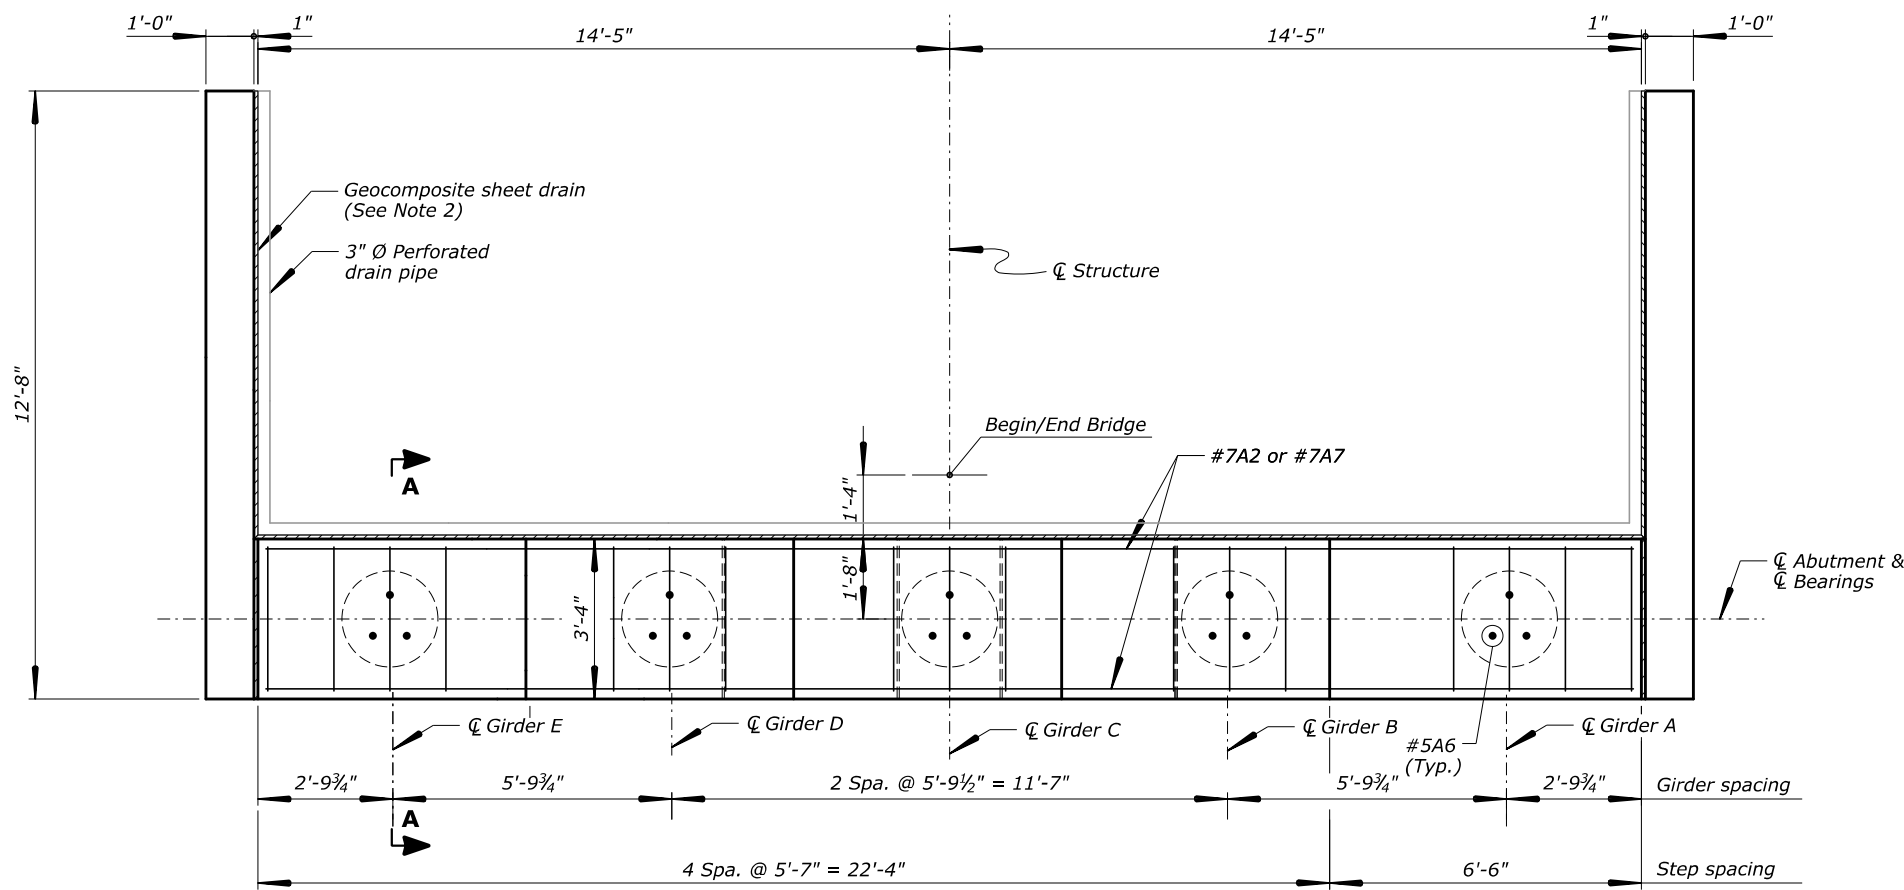 1'-0"
1"
14'-5"
14'-5"
1"
1'-0"
12'-8"
Geocomposite sheet drain
(See Note 2)
3" Ø Perforated
drain pipe
℄ Structure
Begin/End Bridge
#7A2 or #7A7
A
1'-4"
1'-8"
3'-4"
℄ Abutment &
℄ Bearings
℄ Girder E
℄ Girder D
℄ Girder C
℄ Girder B
℄ Girder A
#5A6
(Typ.)
2'-9¾"
5'-9¾"
2 Spa. @ 5'-9½" = 11'-7"
5'-9¾"
2'-9¾"
Girder spacing
A
4 Spa. @ 5'-7" = 22'-4"
6'-6"
Step spacing